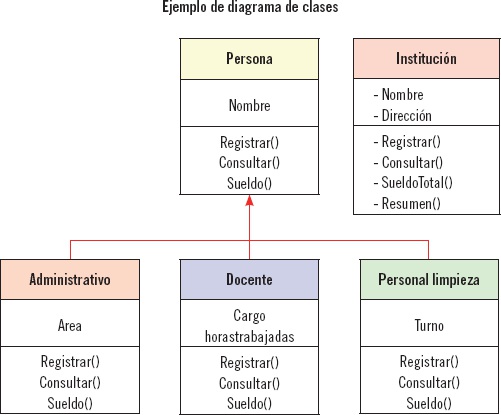 Ejemplo de diagrama de clases
Persona
Nombre
Registrar()
Consultar()
Sueldo()
Institución
- Nombre
- Dirección
- Registrar()
- Consultar()
- SueldoTotal()
- Resumen()
Administrativo
Area
Registrar()
Consultar()
Sueldo()
Docente
Cargo
horastrabajadas
Registrar()
Consultar()
Sueldo()
Personal limpieza
Turno
Registrar()
Consultar()
Sueldo()